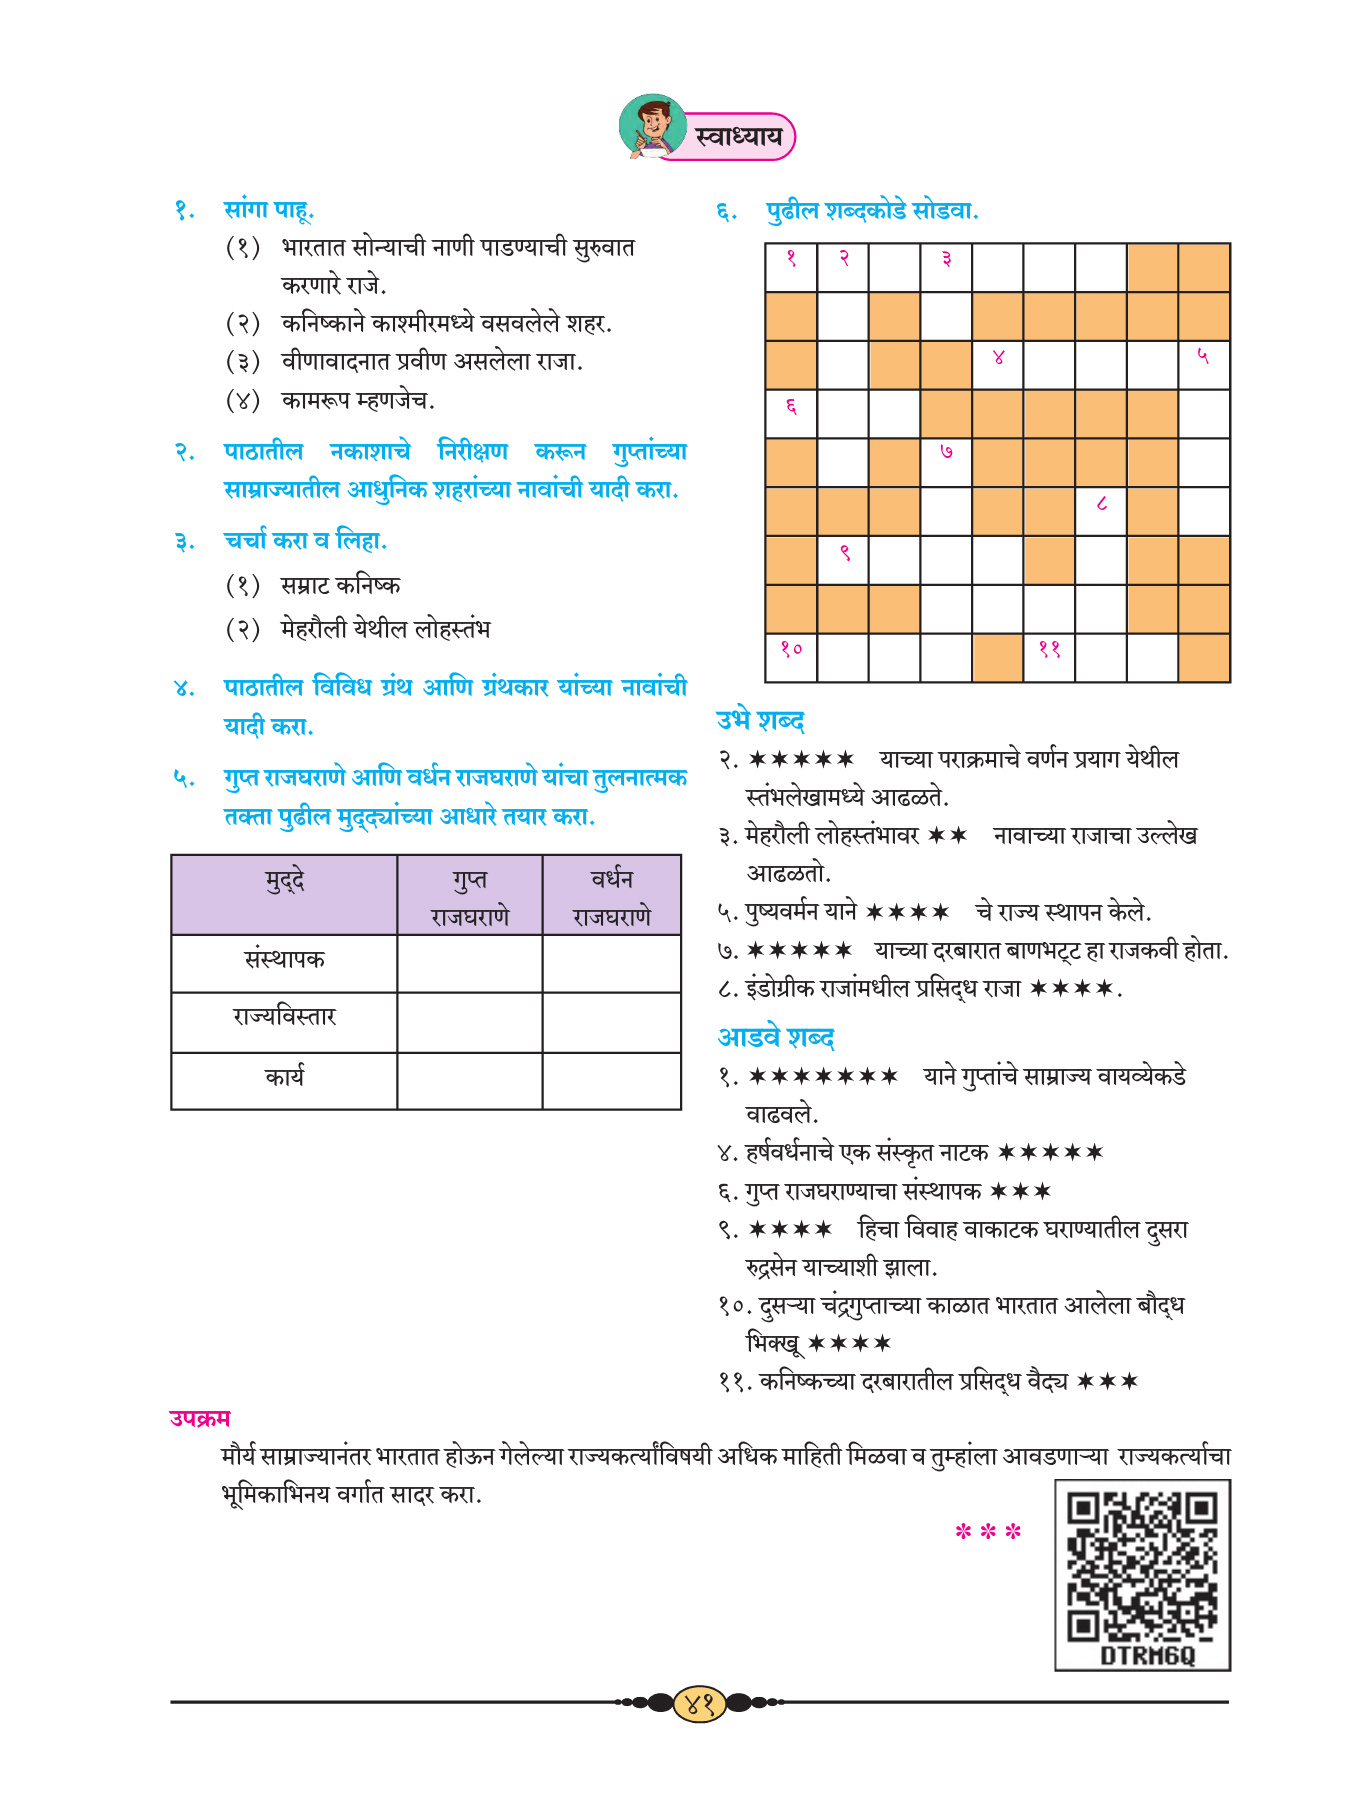 स्वाध्याय
१. सांगा पाहू.
(१) भारतात सोन्याची नाणी पाडण्याची सुरुवात
करणारे राजे.
(२) कनिष्काने काश्मीरमध्ये वसवलेले शहर.
(३) वीणावादनात प्रवीण असलेला राजा.
(४) कामरूप म्हणजेच.
२. पाठातील नकाशाचे निरीक्षण करून गुप्तांच्या
साम्राज्यातील आधुनिक शहरांच्या नावांची यादी करा.
३. चर्चा करा व लिहा.
(१) सम्राट कनिष्क
(२) मेहरौली येथील लोहस्तंभ
४. पाठातील विविध ग्रंथ आणि ग्रंथकार यांच्या नावांची
यादी करा.
५. गुप्त राजघराणे आणि वर्धन राजघराणे यांचा तुलनात्मक
तक्ता पुढील मुद्द्यांच्या आधारे तयार करा.
मुद्दे गुप्त वर्धन
राजघराणे राजघराणे
संस्थापक
राज्यविस्तार
कार्य
६. पुढील शब्दकोडे सोडवा.
१ २ ३
४ ५
६
७
८
९
१० ११
उभे शब्द
२. ✶✶✶✶✶ याच्या पराक्रमाचे वर्णन प्रयाग येथील
स्तंभलेखामध्ये आढळते.
३. मेहरौली लोहस्तंभावर ✶✶ नावाच्या राजाचा उल्लेख
आढळतो.
५. पुष्यवर्मन याने ✶✶✶✶ चे राज्य स्थापन केले.
७. ✶✶✶✶✶ याच्या दरबारात बाणभट्ट हा राजकवी होता.
८. इंडोग्रीक राजांमधील प्रसिद्ध राजा ✶✶✶✶.
आडवे शब्द
१. ✶✶✶✶✶✶✶ याने गुप्तांचे साम्राज्य वायव्येकडे
वाढवले.
४. हर्षवर्धनाचे एक संस्कृत नाटक ✶✶✶✶✶
६. गुप्त राजघराण्याचा संस्थापक ✶✶✶
९. ✶✶✶✶ हिचा विवाह वाकाटक घराण्यातील दुसरा
रुद्रसेन याच्याशी झाला.
१०. दुसऱ्या चंद्रगुप्ताच्या काळात भारतात आलेला बौद्ध
भिक्खू ✶✶✶✶
११. कनिष्कच्या दरबारातील प्रसिद्ध वैद्य ✶✶✶
उपक्रम
मौर्य साम्राज्यानंतर भारतात होऊन गेलेल्या राज्यकर्त्यांविषयी अधिक माहिती मिळवा व तुम्हांला आवडणाऱ्या राज्यकर्त्याचा
भूमिकाभिनय वर्गात सादर करा.
✽ ✽ ✽
DTRM6Q
४१